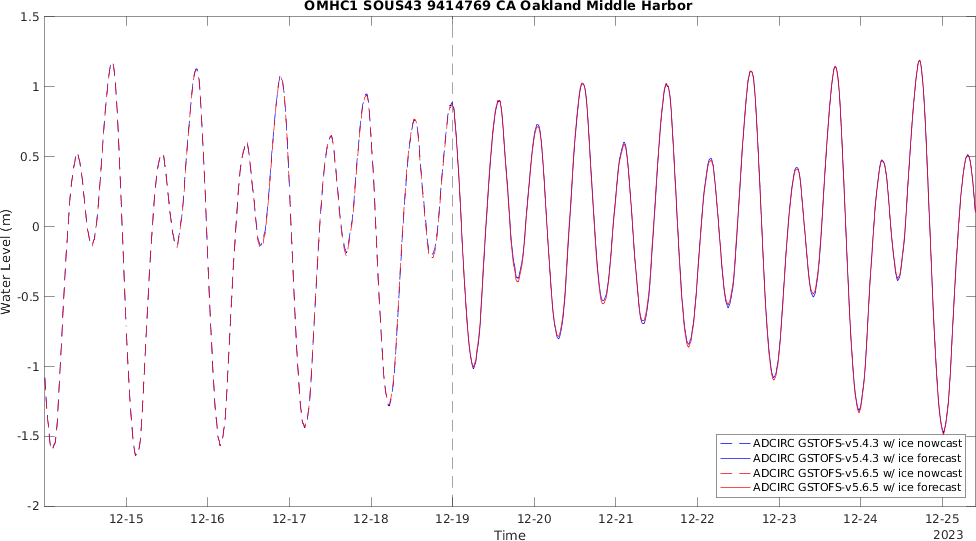 OMHC1 SOUS43 9414769 CA Oakland Middle Harbor
1.5
1
0.5
0
-0.5
-1
-1.5
-2
Water Level (m)
12-15
12-16
12-17
12-18
12-19
12-20
12-21
12-22
12-23
12-24
12-25
Time
2023
ADCIRC GSTOFS-v5.4.3 w/ ice nowcast
ADCIRC GSTOFS-v5.4.3 w/ ice forecast
ADCIRC GSTOFS-v5.6.5 w/ ice nowcast
ADCIRC GSTOFS-v5.6.5 w/ ice forecast